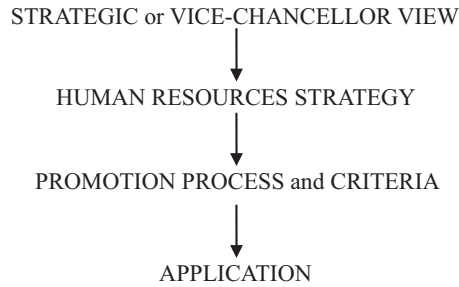 STRATEGIC or VICE-CHANCELLOR VIEW
HUMAN RESOURCES STRATEGY
PROMOTION PROCESS and CRITERIA
APPLICATION